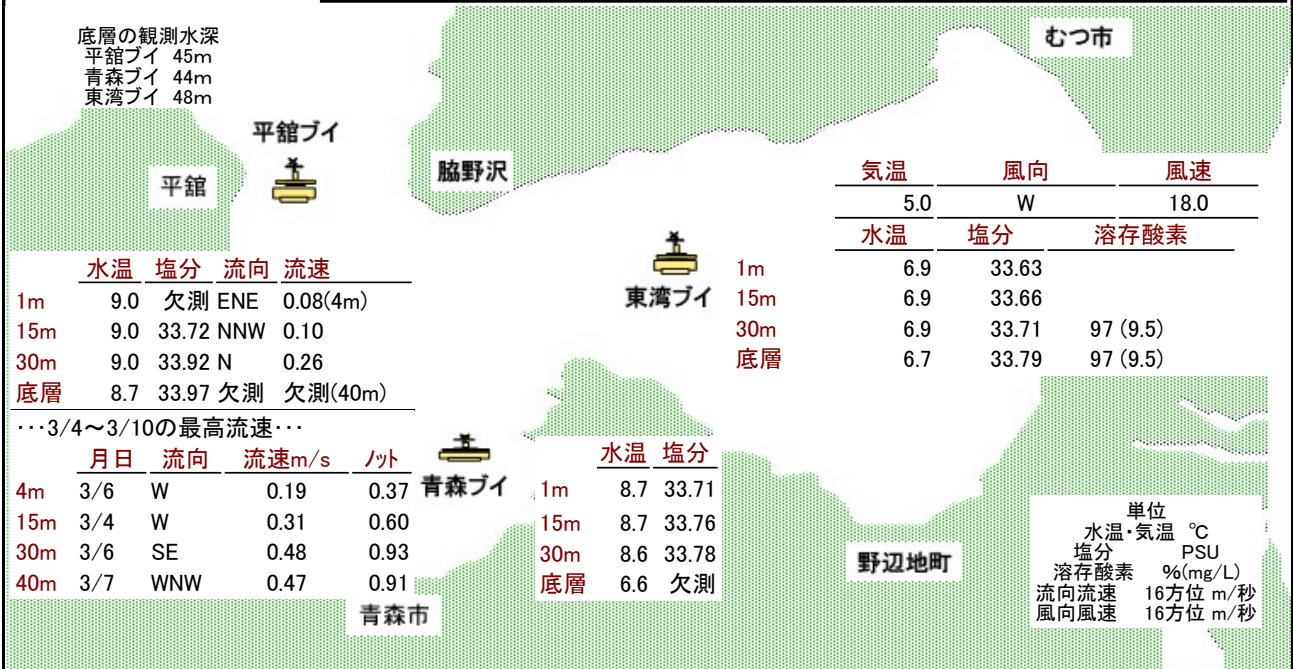 底層の観測水深
平舘ブイ 45m
青森ブイ 44m
東湾ブイ 48m
むつ市
平舘ブイ
平舘
脇野沢
気温 風向 風速
5.0 W 18.0
水温 塩分 溶存酸素
1m 6.9 33.63
15m 6.9 33.66
30m 6.9 33.71 97 (9.5)
底層 6.7 33.79 97 (9.5)
東湾ブイ
水温 塩分 流向 流速
1m 9.0 欠測 ENE 0.08(4m)
15m 9.0 33.72 NNW 0.10
30m 9.0 33.92 N 0.26
底層 8.7 33.97 欠測 欠測(40m)
･･･3/4～3/10の最高流速･･･
月日 流向 流速m/s ﾉｯﾄ
4m 3/6 W 0.19 0.37
15m 3/4 W 0.31 0.60
30m 3/6 SE 0.48 0.93
40m 3/7 WNW 0.47 0.91
青森ブイ
水温 塩分
1m 8.7 33.71
15m 8.7 33.76
30m 8.6 33.78
底層 6.6 欠測
青森市
野辺地町
単位
水温・気温 ℃
塩分 PSU
溶存酸素 %(mg/L)
流向流速 16方位 m/秒
風向風速 16方位 m/秒